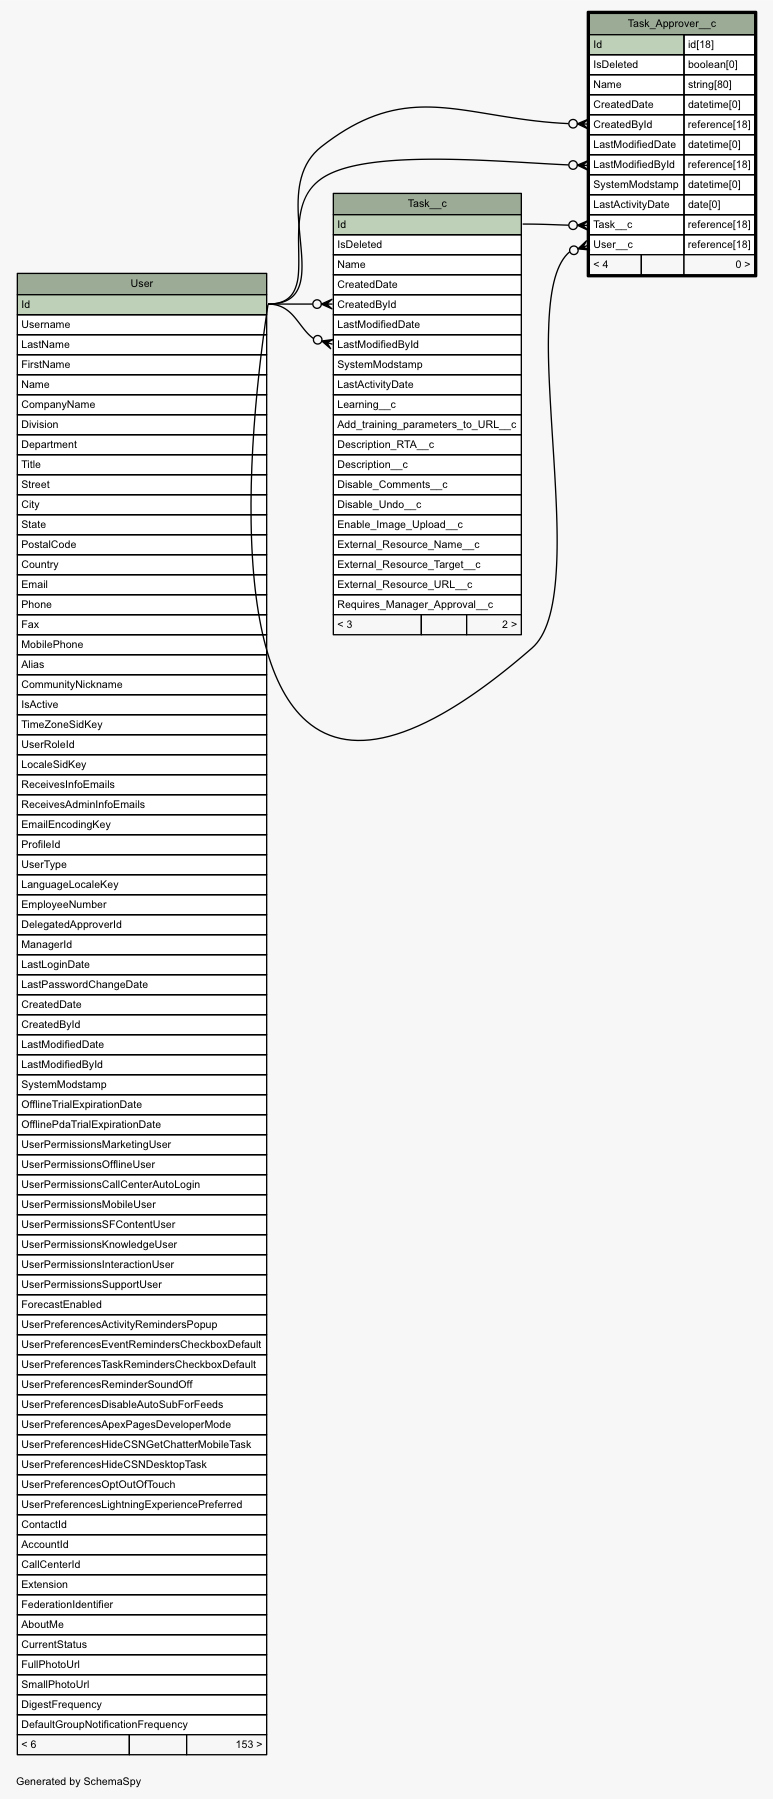 Task_Approver__c
Id id[18]
IsDeleted boolean[0]
Name string[80]
CreatedDate datetime[0]
CreatedById reference[18]
LastModifiedDate datetime[0]
LastModifiedById reference[18]
SystemModstamp datetime[0]
LastActivityDate date[0]
Task__c reference[18]
User__c reference[18]
< 4 0 >
Task__c
Id
IsDeleted
Name
CreatedDate
CreatedById
LastModifiedDate
LastModifiedById
SystemModstamp
LastActivityDate
Learning__c
Add_training_parameters_to_URL__c
Description_RTA__c
Description__c
Disable_Comments__c
Disable_Undo__c
Enable_Image_Upload__c
External_Resource_Name__c
External_Resource_Target__c
External_Resource_URL__c
Requires_Manager_Approval__c
< 3 2 >
User
Id
Username
LastName
FirstName
Name
CompanyName
Division
Department
Title
Street
City
State
PostalCode
Country
Email
Phone
Fax
MobilePhone
Alias
CommunityNickname
IsActive
TimeZoneSidKey
UserRoleId
LocaleSidKey
ReceivesInfoEmails
ReceivesAdminInfoEmails
EmailEncodingKey
ProfileId
UserType
LanguageLocaleKey
EmployeeNumber
DelegatedApproverId
ManagerId
LastLoginDate
LastPasswordChangeDate
CreatedDate
CreatedById
LastModifiedDate
LastModifiedById
SystemModstamp
OfflineTrialExpirationDate
OfflinePdaTrialExpirationDate
UserPermissionsMarketingUser
UserPermissionsOfflineUser
UserPermissionsCallCenterAutoLogin
UserPermissionsMobileUser
UserPermissionsSFContentUser
UserPermissionsKnowledgeUser
UserPermissionsInteractionUser
UserPermissionsSupportUser
ForecastEnabled
UserPreferencesActivityRemindersPopup
UserPreferencesEventRemindersCheckboxDefault
UserPreferencesTaskRemindersCheckboxDefault
UserPreferencesReminderSoundOff
UserPreferencesDisableAutoSubForFeeds
UserPreferencesApexPagesDeveloperMode
UserPreferencesHideCSNGetChatterMobileTask
UserPreferencesHideCSNDesktopTask
UserPreferencesOptOutOfTouch
UserPreferencesLightningExperiencePreferred
ContactId
AccountId
CallCenterId
Extension
FederationIdentifier
AboutMe
CurrentStatus
FullPhotoUrl
SmallPhotoUrl
DigestFrequency
DefaultGroupNotificationFrequency
< 6 153 >
Generated by SchemaSpy